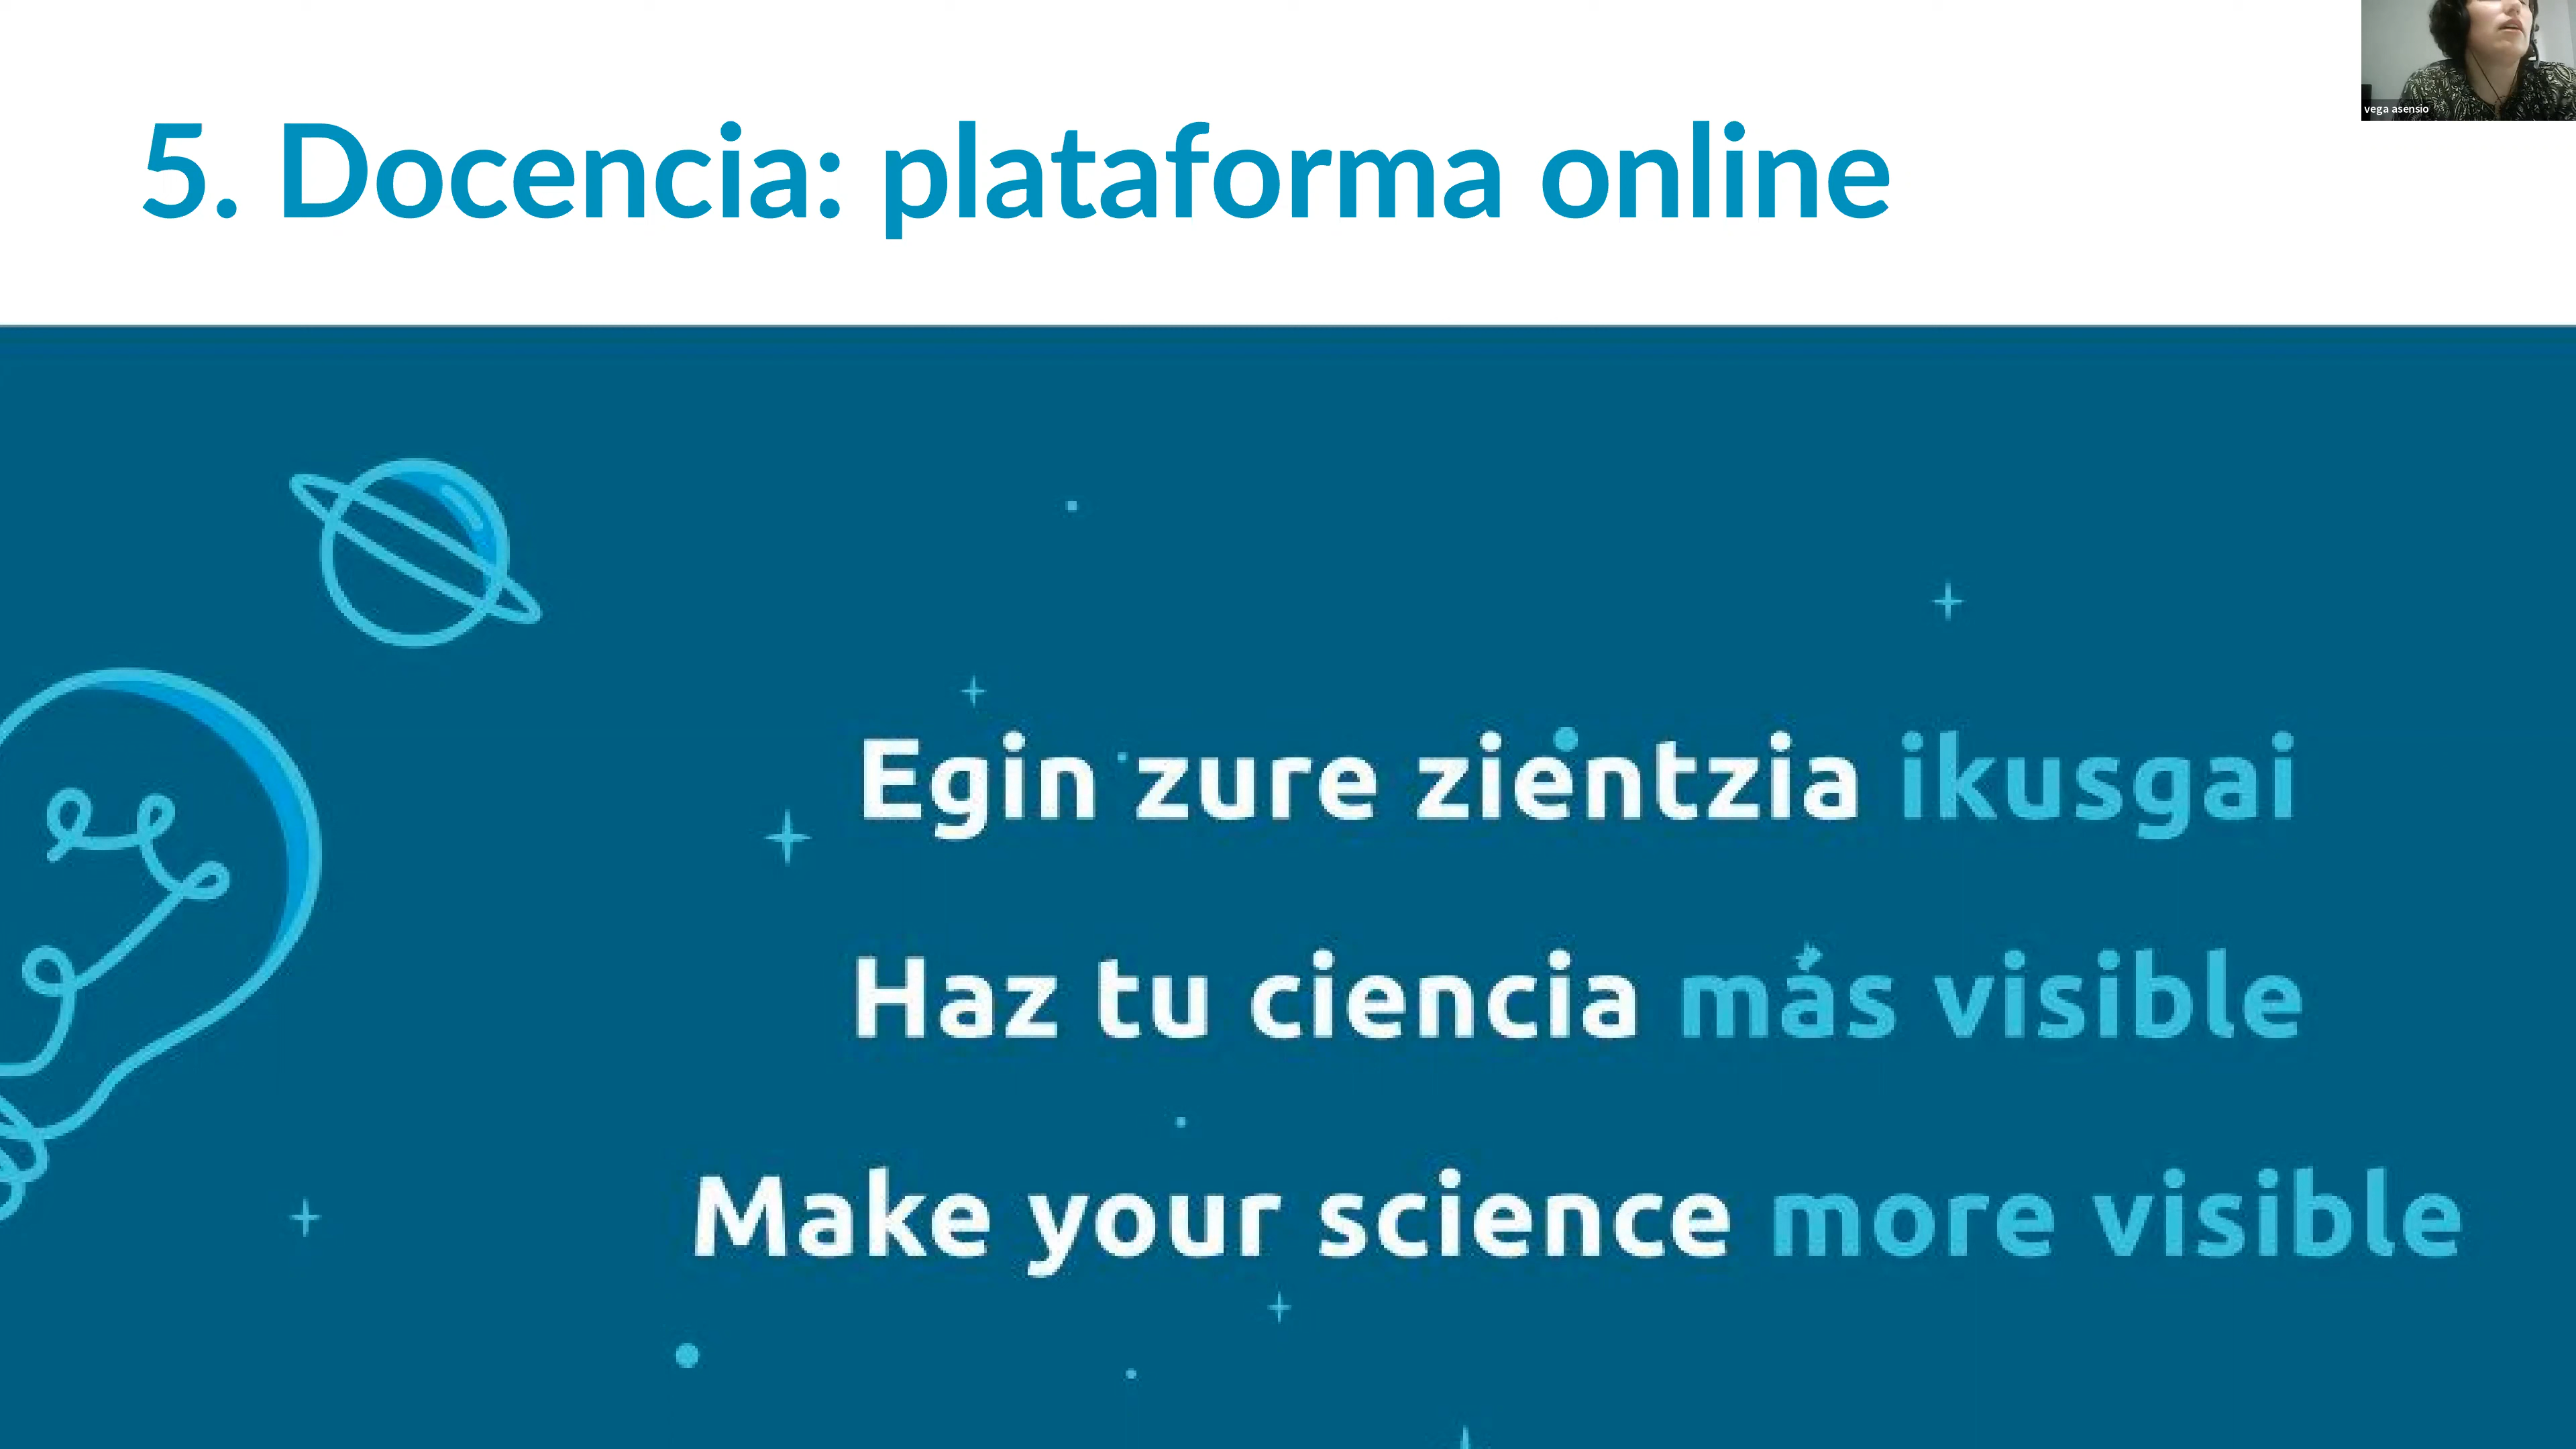 5. Docencia: plataforma online
vega asensio
Egin zure zientzia ikusgai
Haz tu ciencia más visible
Make your science more visible